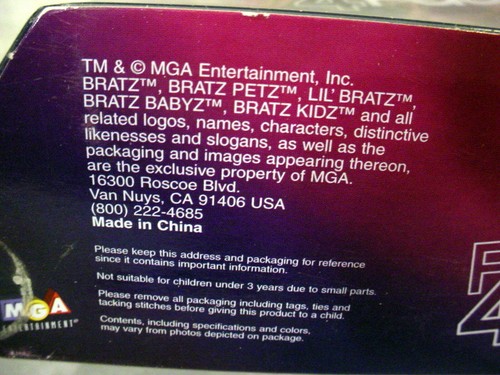 TM & © MGA Entertainment, Inc.
BRATZ™, BRATZ PETZ™, LIL' BRATZ™,
BRATZ BABYZ™, BRATZ KIDZ™ and all
related logos, names, characters, distinctive
likenesses and slogans, as well as the
packaging and images appearing thereon,
are the exclusive property of MGA.
16300 Roscoe Blvd.
Van Nuys, CA 91406 USA
(800) 222-4685
Made in China
Please keep this address and packaging for reference
since it contains important information.
Not suitable for children under 3 years due to small parts.
Please remove all packaging including tags, ties and
tacking stitches before giving this product to a child.
Contents, including specifications and colors,
may vary from photos depicted on package.
MGA
ENTERTAINMENT™
4